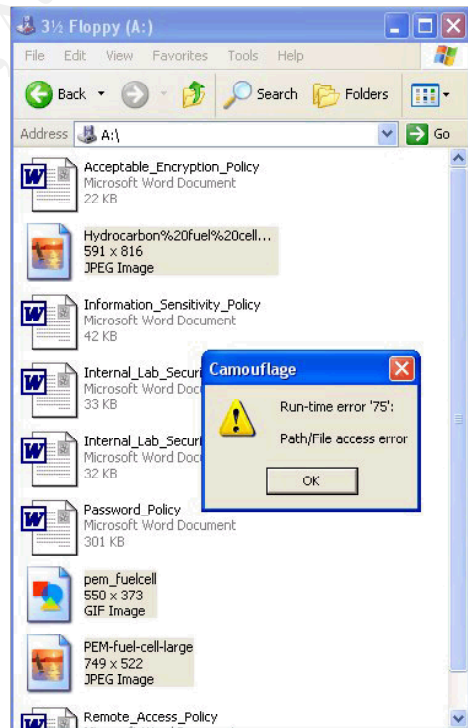 3½ Floppy (A:)
File Edit View Favorites Tools Help
Back Search Folders
Address A:\ Go
Acceptable_Encryption_Policy
Microsoft Word Document
22 KB
Hydrocarbon%20fuel%20cell...
591 x 816
JPEG Image
Information_Sensitivity_Policy
Microsoft Word Document
42 KB
Internal_Lab_Securi
Microsoft Word Doc
33 KB
Internal_Lab_Securi
Microsoft Word Doc
32 KB
Camouflage
Run-time error '75':
Path/File access error
OK
Password_Policy
Microsoft Word Document
301 KB
pem_fuelcell
550 x 373
GIF Image
PEM-fuel-cell-large
749 x 522
JPEG Image
Remote_Access_Policy